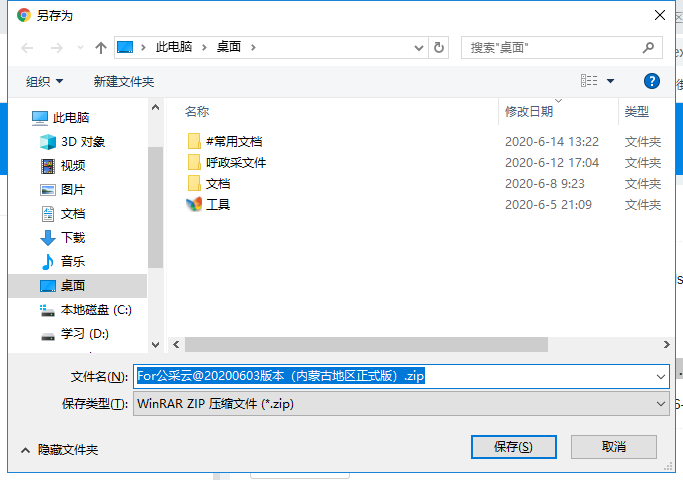 另存为
此电脑 桌面
搜索"桌面"
组织 新建文件夹
此电脑
3D 对象
视频
图片
文档
下载
音乐
桌面
本地磁盘 (C:)
学习 (D:)
名称 修改日期 类型
#常用文档 2020-6-14 13:22 文件夹
呼政采文件 2020-6-12 17:04 文件夹
文档 2020-6-8 9:23 文件夹
工具 2020-6-5 21:09 文件夹
文件名(N): For公采云@20200603版本（内蒙古地区正式版）.zip
保存类型(T): WinRAR ZIP 压缩文件 (*.zip)
隐藏文件夹 保存(S) 取消